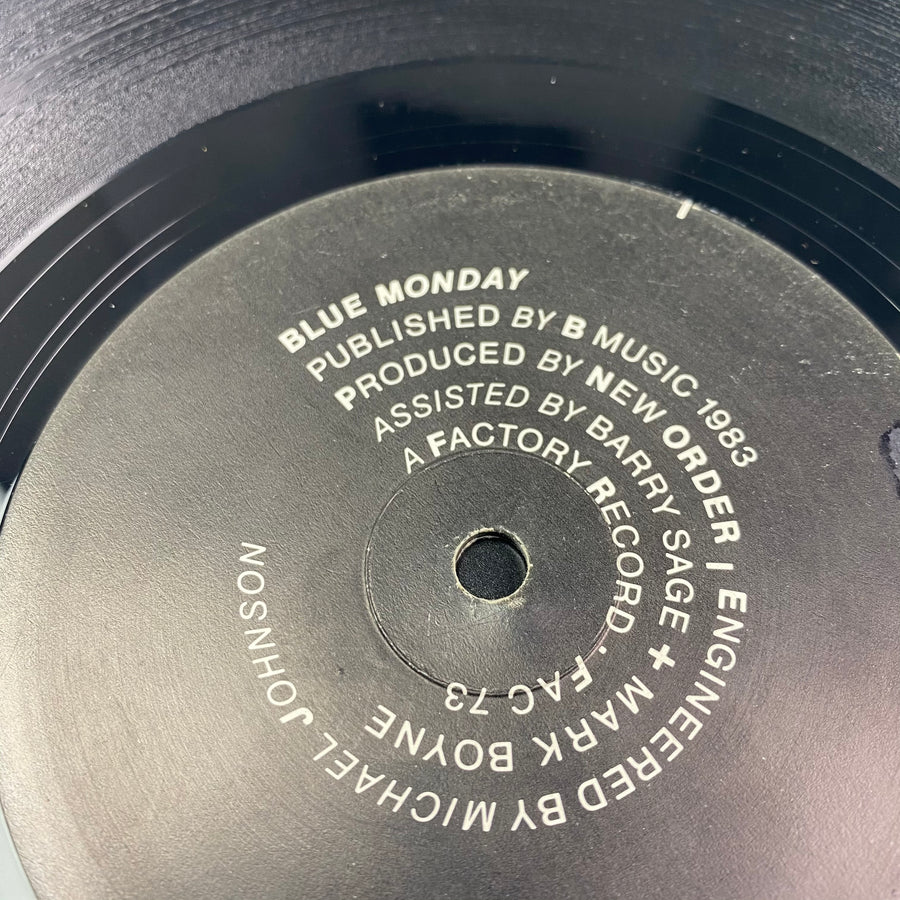 BLUE MONDAY
PUBLISHED BY B MUSIC 1983
PRODUCED BY NEW ORDER / ENGINEERED BY MICHAEL JOHNSON
ASSISTED BY BARRY SAGE + MARK BOYNE
A FACTORY RECORD. FAC 73